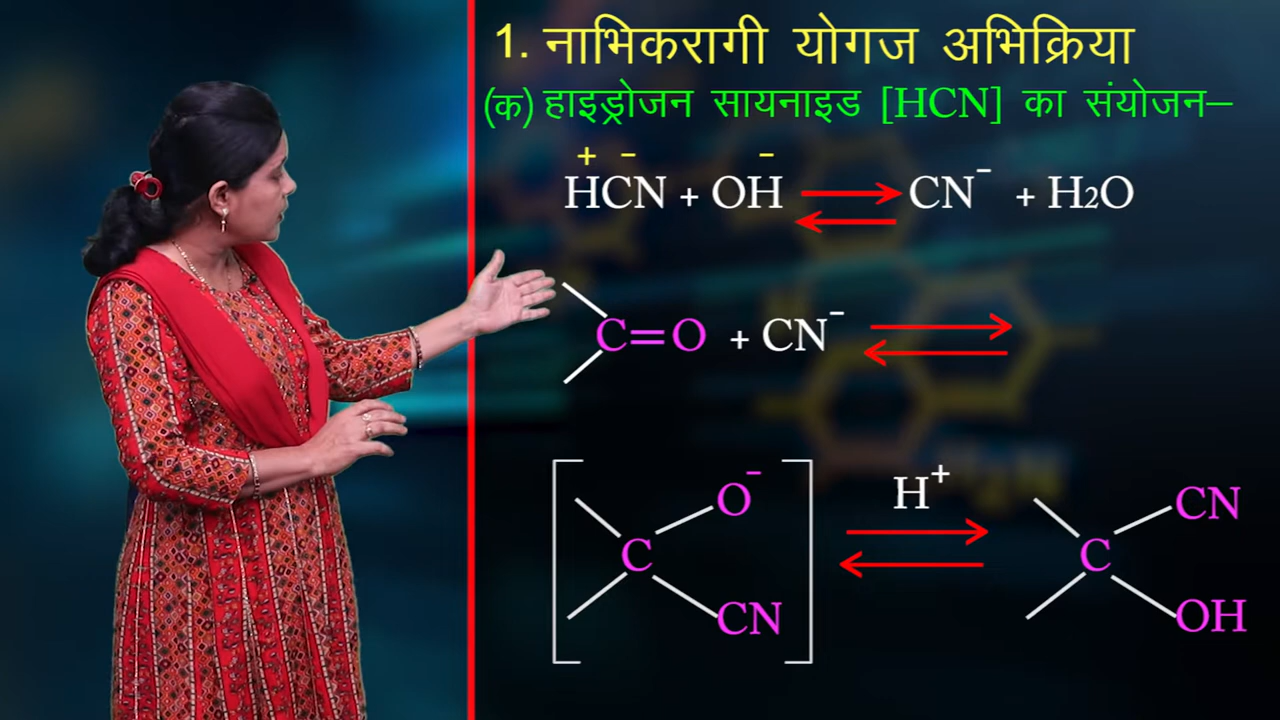 1. नाभिकरागी योगज अभिक्रिया
(क) हाइड्रोजन सायनाइड [HCN] का संयोजन–
+ – –
HCN + OH ⇌ CN⁻ + H₂O
C=O + CN⁻ ⇌
O⁻ H⁺ CN
C ⇌ C
CN OH